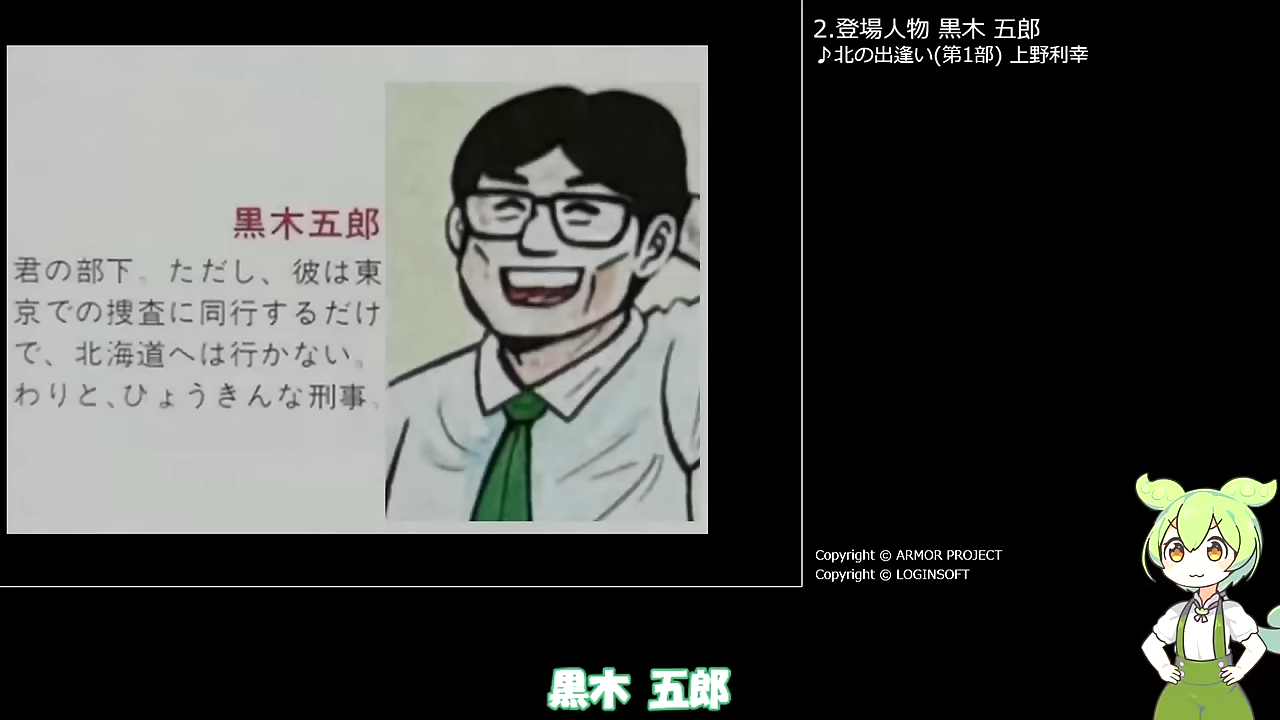 2.登場人物 黒木 五郎
♪北の出逢い(第1部) 上野利幸
黒木五郎
君の部下。ただし、彼は東
京での捜査に同行するだけ
で、北海道へは行かない。
わりと、ひょうきんな刑事。
Copyright © ARMOR PROJECT
Copyright © LOGINSOFT
黒木 五郎